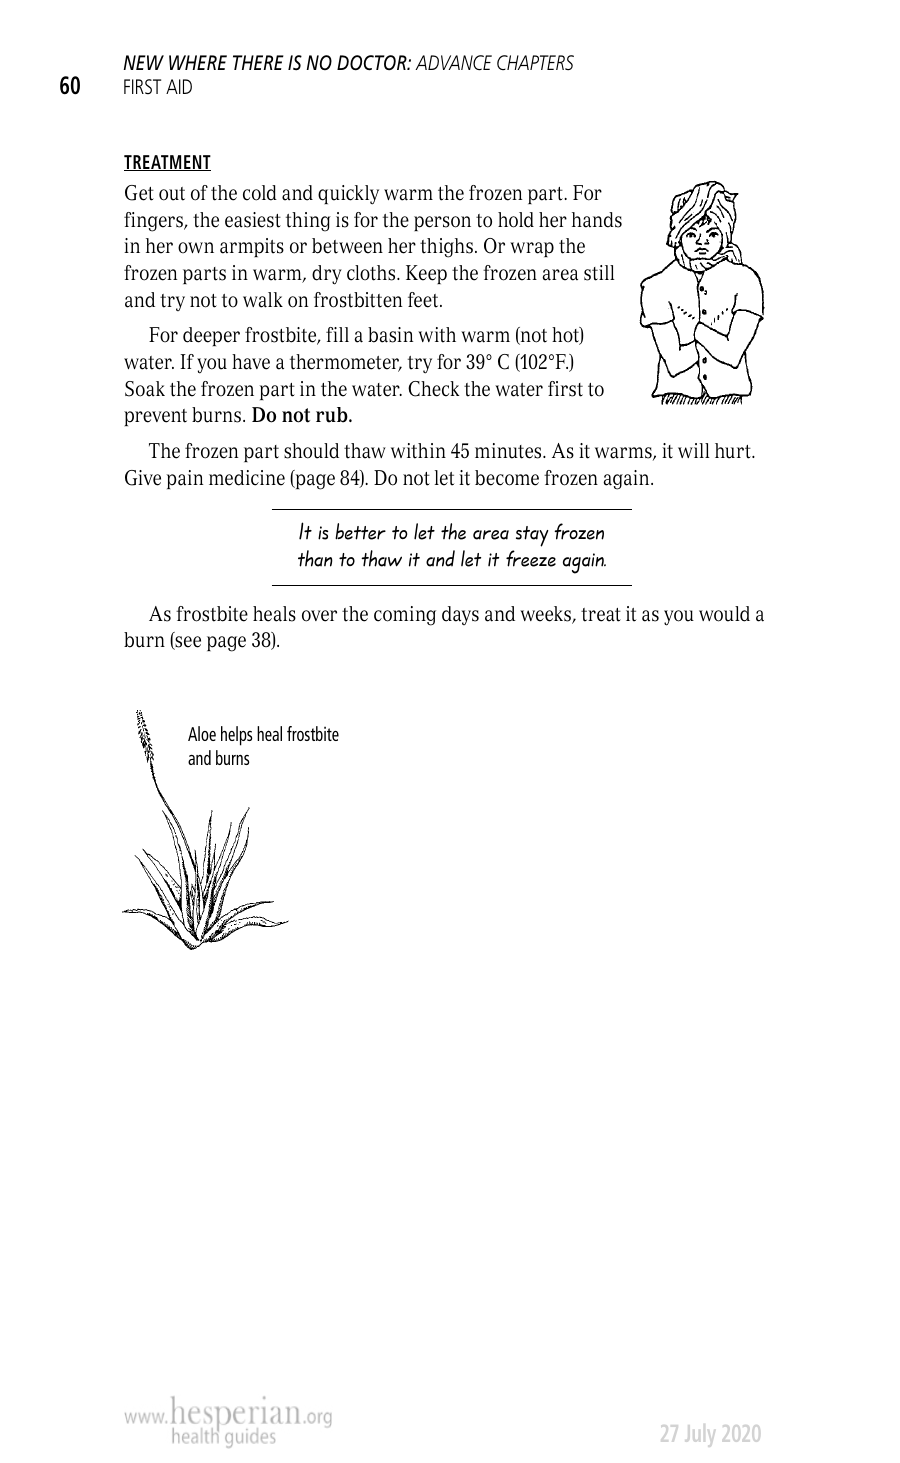 NEW WHERE THERE IS NO DOCTOR: ADVANCE CHAPTERS
60 FIRST AID
TREATMENT
Get out of the cold and quickly warm the frozen part. For
fingers, the easiest thing is for the person to hold her hands
in her own armpits or between her thighs. Or wrap the
frozen parts in warm, dry cloths. Keep the frozen area still
and try not to walk on frostbitten feet.
For deeper frostbite, fill a basin with warm (not hot)
water. If you have a thermometer, try for 39° C (102°F.)
Soak the frozen part in the water. Check the water first to
prevent burns. Do not rub.
The frozen part should thaw within 45 minutes. As it warms, it will hurt.
Give pain medicine (page 84). Do not let it become frozen again.
It is better to let the area stay frozen
than to thaw it and let it freeze again.
As frostbite heals over the coming days and weeks, treat it as you would a
burn (see page 38).
Aloe helps heal frostbite
and burns
www.hesperian.org
health guides
27 July 2020